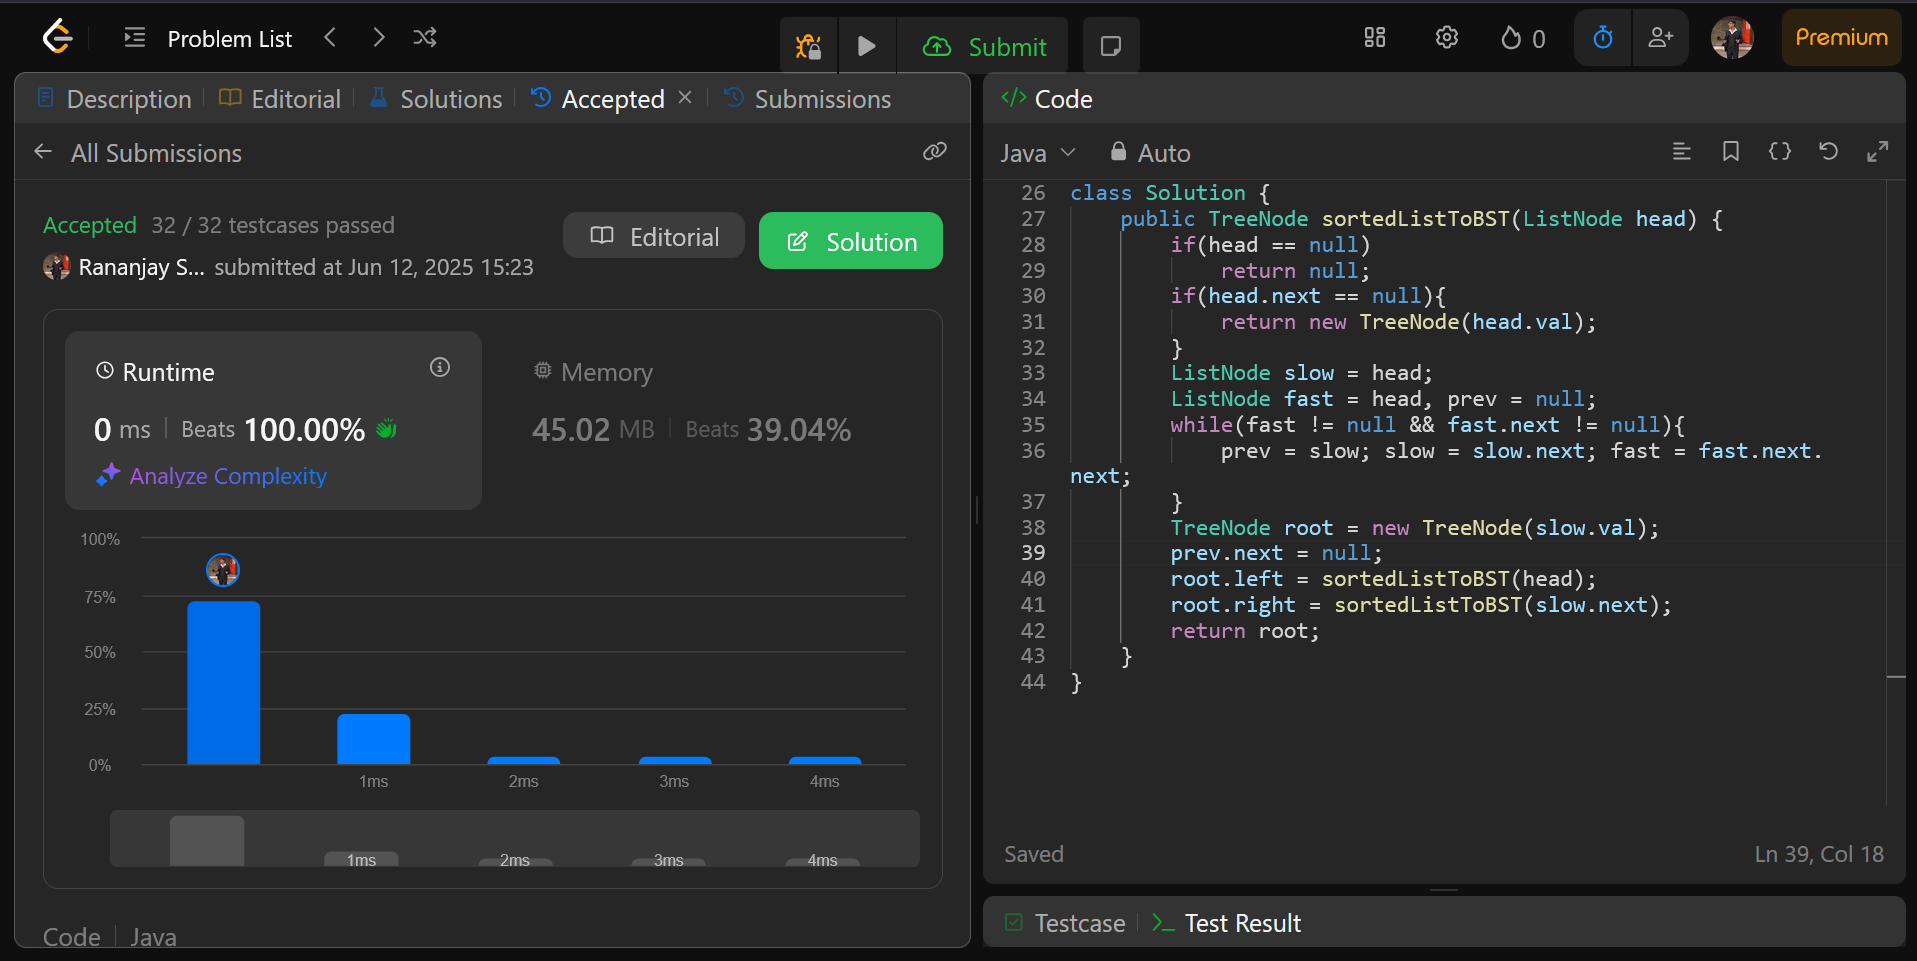 Problem List
Submit
0
Premium
Description
Editorial
Solutions
Accepted
Submissions
All Submissions
Accepted 32 / 32 testcases passed
Rananjay S... submitted at Jun 12, 2025 15:23
Editorial
Solution
Runtime
0 ms | Beats 100.00%
Analyze Complexity
Memory
45.02 MB | Beats 39.04%
100%
75%
50%
25%
0%
1ms 2ms 3ms 4ms
1ms 2ms 3ms 4ms
Code | Java
</> Code
Java Auto
26 class Solution {
27 public TreeNode sortedListToBST(ListNode head) {
28 if(head == null)
29 return null;
30 if(head.next == null){
31 return new TreeNode(head.val);
32 }
33 ListNode slow = head;
34 ListNode fast = head, prev = null;
35 while(fast != null && fast.next != null){
36 prev = slow; slow = slow.next; fast = fast.next.
next;
37 }
38 TreeNode root = new TreeNode(slow.val);
39 prev.next = null;
40 root.left = sortedListToBST(head);
41 root.right = sortedListToBST(slow.next);
42 return root;
43 }
44 }
Saved
Ln 39, Col 18
Testcase
Test Result